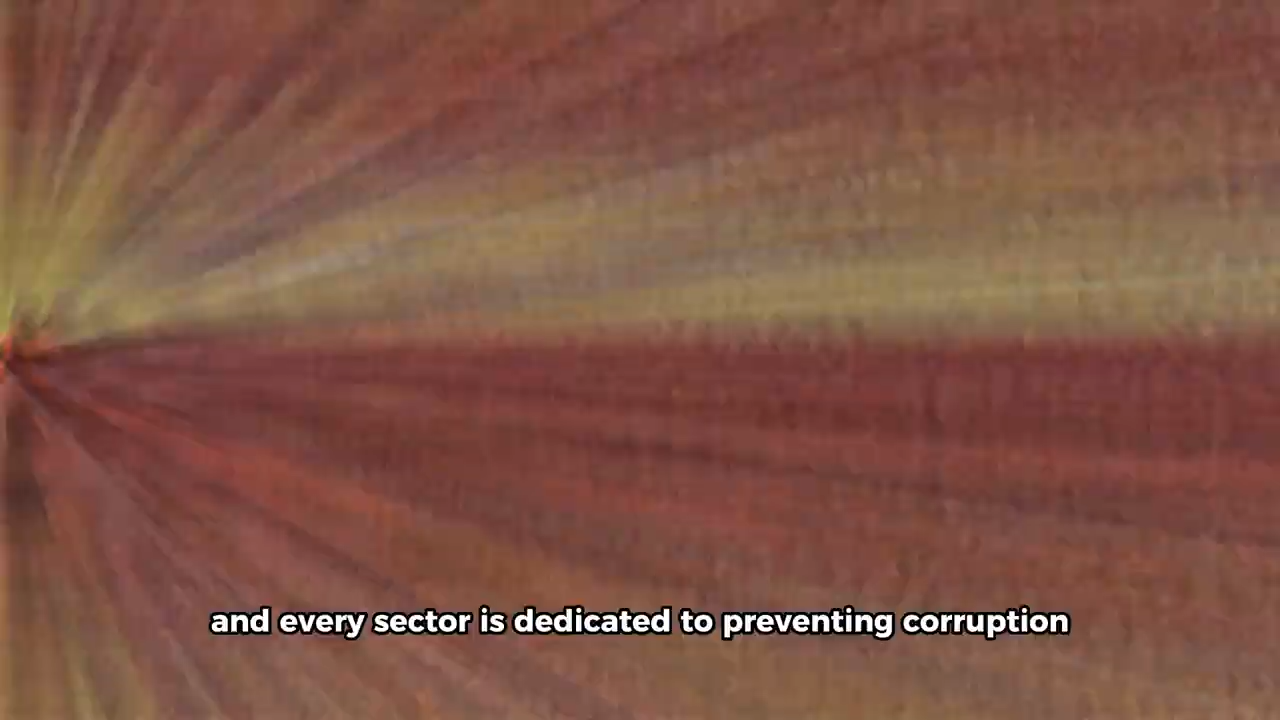 and every sector is dedicated to preventing corruption